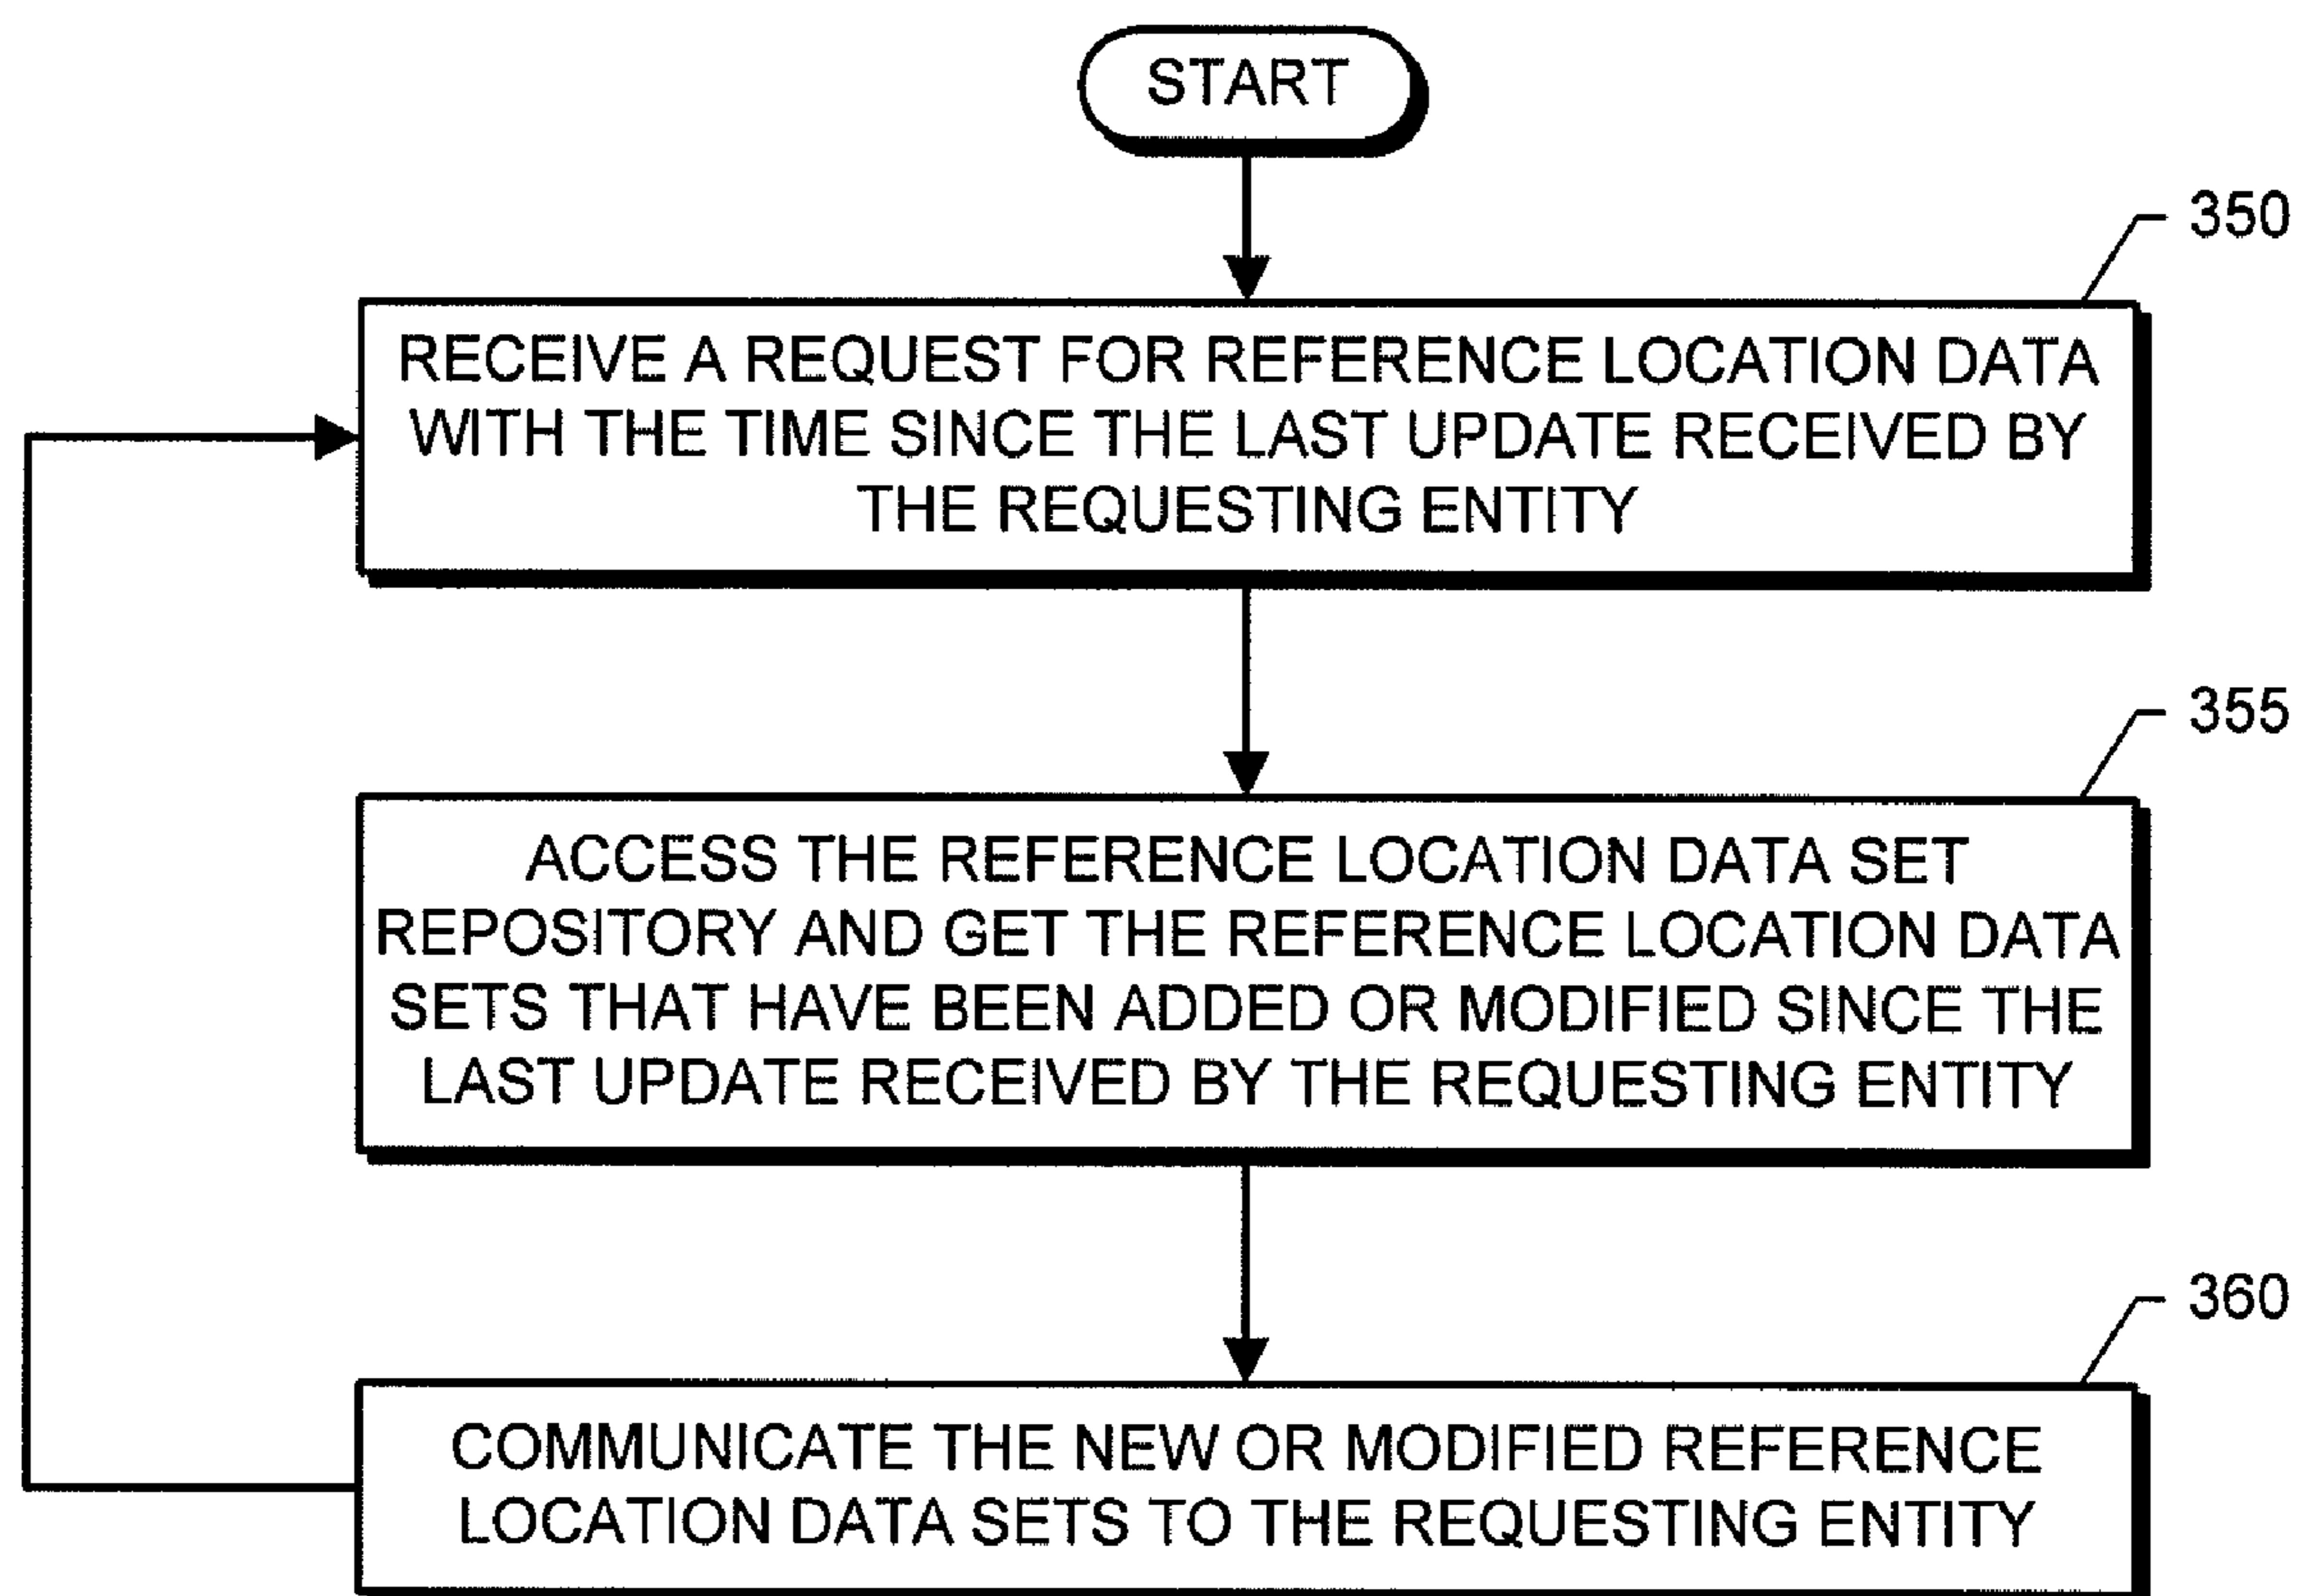 START
350
RECEIVE A REQUEST FOR REFERENCE LOCATION DATA
WITH THE TIME SINCE THE LAST UPDATE RECEIVED BY
THE REQUESTING ENTITY
355
ACCESS THE REFERENCE LOCATION DATA SET
REPOSITORY AND GET THE REFERENCE LOCATION DATA
SETS THAT HAVE BEEN ADDED OR MODIFIED SINCE THE
LAST UPDATE RECEIVED BY THE REQUESTING ENTITY
360
COMMUNICATE THE NEW OR MODIFIED REFERENCE
LOCATION DATA SETS TO THE REQUESTING ENTITY